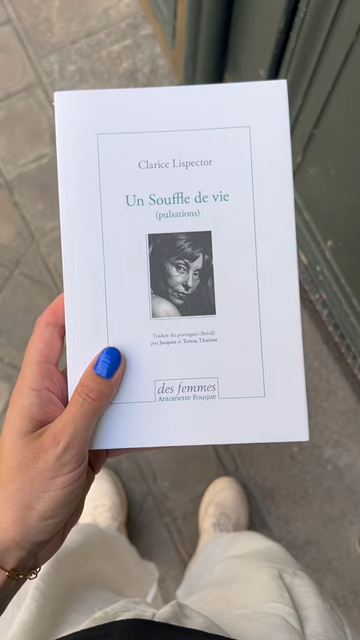 Clarice Lispector
Un Souffle de vie
(pulsations)
Traduit du portugais (Brésil)
par Jacques et Teresa Thiériot
des femmes
Antoinette Fouque